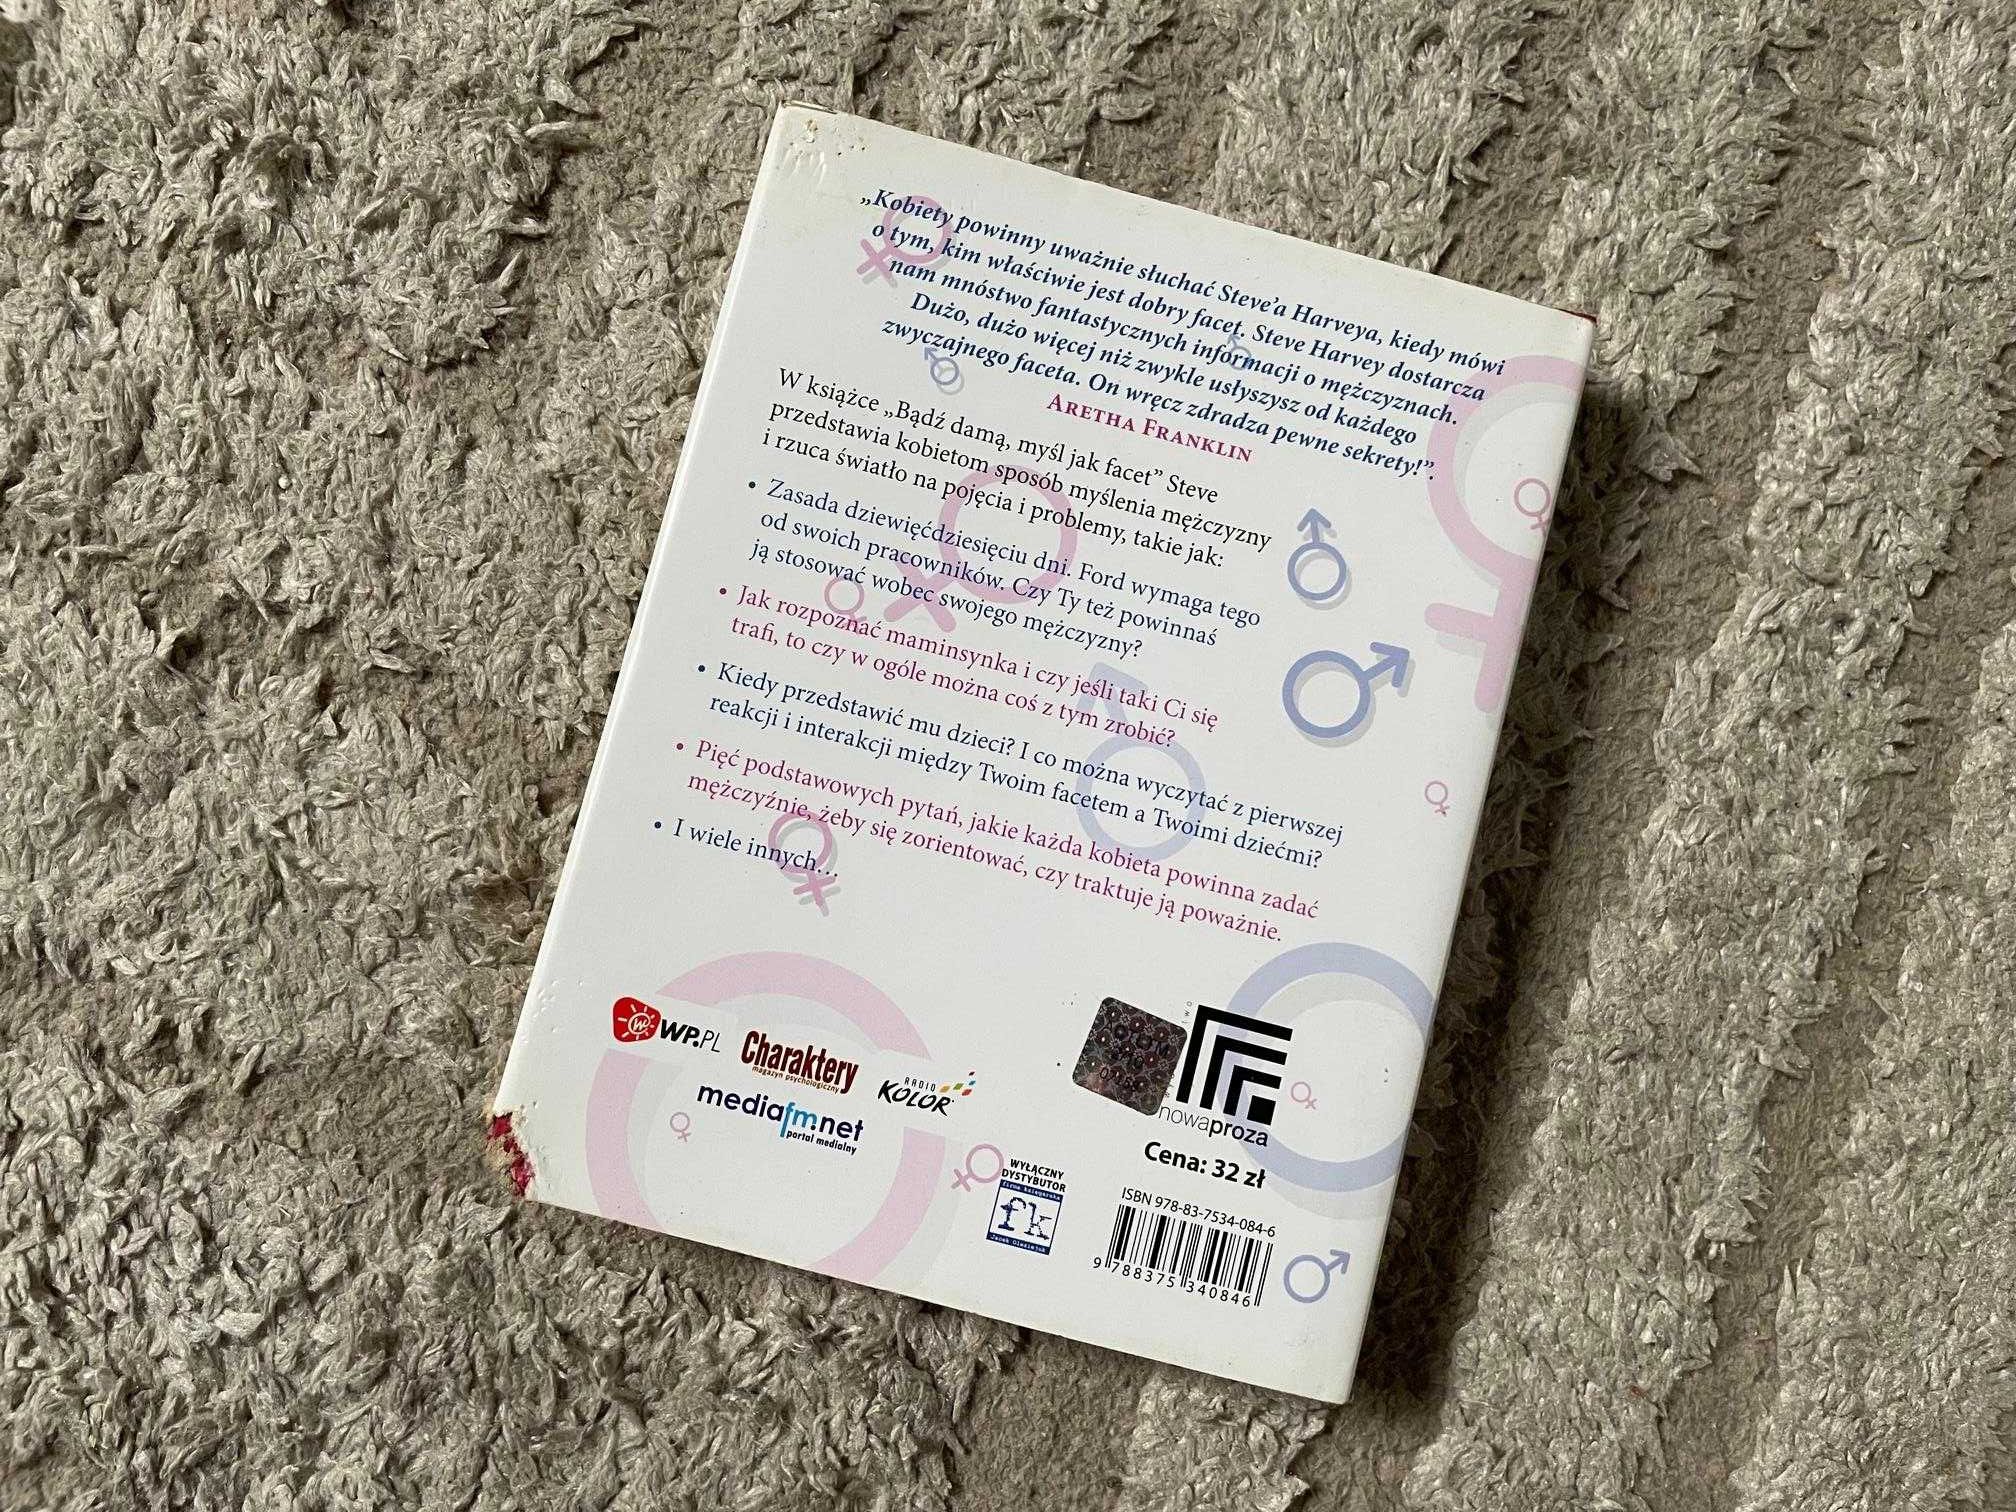 „Kobiety powinny uważnie słuchać Steve’a Harveya, kiedy mówi
o tym, kim właściwie jest dobry facet. Steve Harvey dostarcza
nam mnóstwo fantastycznych informacji o mężczyznach.
Dużo, dużo więcej niż zwykle usłyszysz od każdego
zwyczajnego faceta. On wręcz zdradza pewne sekrety!”.
ARETHA FRANKLIN
W książce „Bądź damą, myśl jak facet” Steve
przedstawia kobietom sposób myślenia mężczyzny
i rzuca światło na pojęcia i problemy, takie jak:
• Zasada dziewięćdziesięciu dni. Ford wymaga tego
od swoich pracowników. Czy Ty też powinnaś
ją stosować wobec swojego mężczyzny?
• Jak rozpoznać maminsynka i czy jeśli taki Ci się
trafi, to czy w ogóle można coś z tym zrobić?
• Kiedy przedstawić mu dzieci? I co można wyczytać z pierwszej
reakcji i interakcji między Twoim facetem a Twoimi dziećmi?
• Pięć podstawowych pytań, jakie każda kobieta powinna zadać
mężczyźnie, żeby się zorientować, czy traktuje ją poważnie.
• I wiele innych…
WP.PL
Charaktery
magazyn psychologiczny
RADIO
KOLOR
mediafm.net
portal medialny
nowaproza
Cena: 32 zł
WYŁĄCZNY
DYSTYBUTOR
firma księgarska
fk
ISBN 978-83-7534-084-6
9 788375 340846